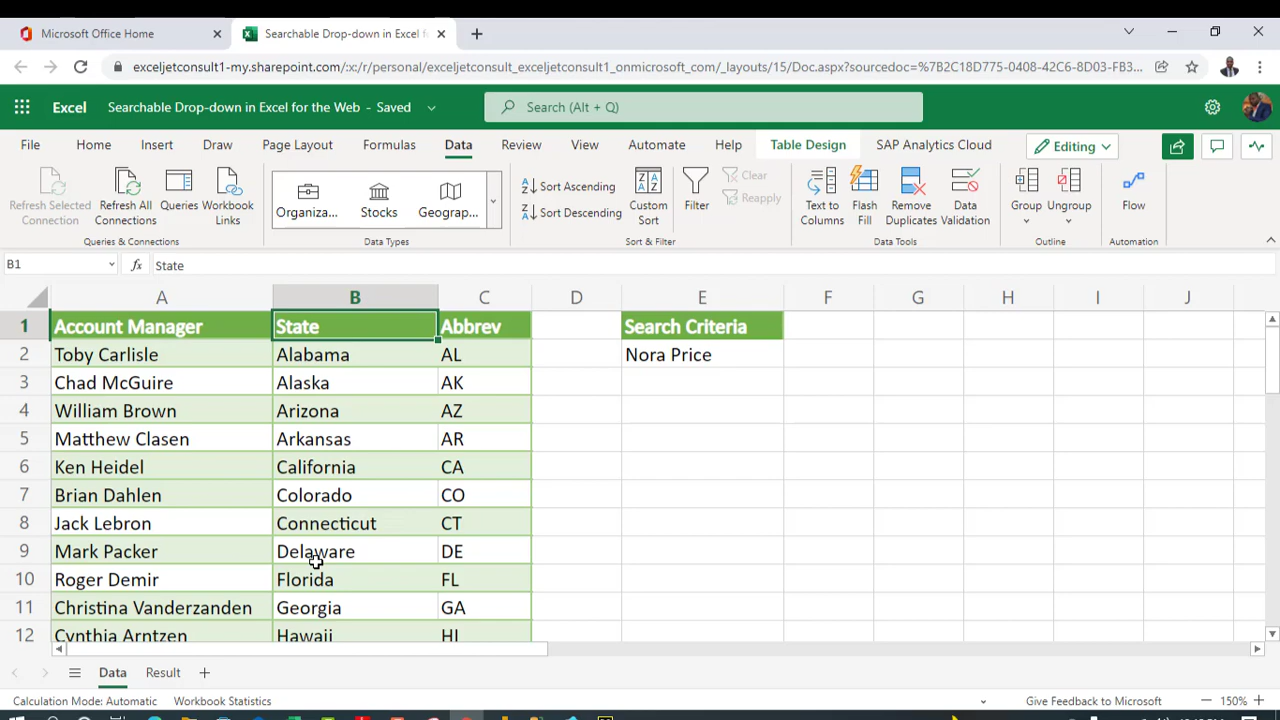 Microsoft Office Home
Searchable Drop-down in Excel f
exceljetconsult1-my.sharepoint.com/:x:/r/personal/exceljetconsult_exceljetconsult1_onmicrosoft_com/_layouts/15/Doc.aspx?sourcedoc=%7B2C18D775-0408-42C6-8D03-FB3...
Excel
Searchable Drop-down in Excel for the Web - Saved
Search (Alt + Q)
File
Home
Insert
Draw
Page Layout
Formulas
Data
Review
View
Automate
Help
Table Design
SAP Analytics Cloud
Editing
Refresh Selected
Connection
Refresh All
Connections
Queries
Workbook
Links
Organiza...
Stocks
Geograp...
Sort Ascending
Sort Descending
Custom
Sort
Filter
Clear
Reapply
Text to
Columns
Flash
Fill
Remove
Duplicates
Data
Validation
Group
Ungroup
Flow
Queries & Connections
Data Types
Sort & Filter
Data Tools
Outline
Automation
B1
fx
State
A B C D E F G H I J
1 Account Manager State Abbrev Search Criteria
2 Toby Carlisle Alabama AL Nora Price
3 Chad McGuire Alaska AK
4 William Brown Arizona AZ
5 Matthew Clasen Arkansas AR
6 Ken Heidel California CA
7 Brian Dahlen Colorado CO
8 Jack Lebron Connecticut CT
9 Mark Packer Delaware DE
10 Roger Demir Florida FL
11 Christina Vanderzanden Georgia GA
12 Cynthia Arntzen Hawaii HI
Data
Result
Calculation Mode: Automatic
Workbook Statistics
Give Feedback to Microsoft
150%